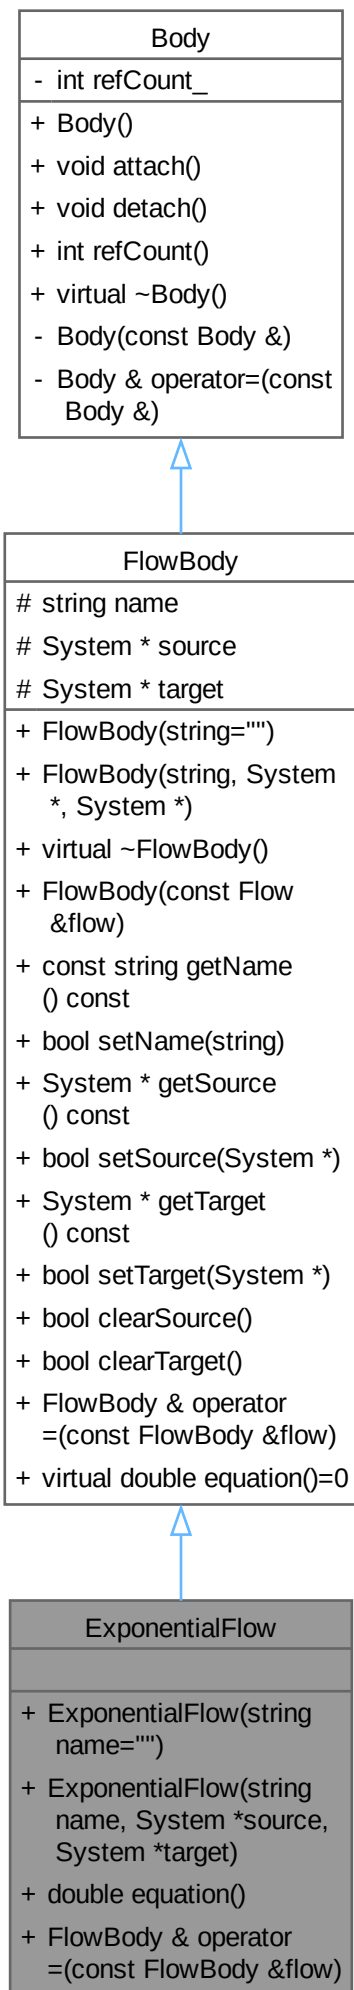 Body
- int refCount_
+ Body()
+ void attach()
+ void detach()
+ int refCount()
+ virtual ~Body()
- Body(const Body &)
- Body & operator=(const
Body &)
FlowBody
# string name
# System * source
# System * target
+ FlowBody(string="")
+ FlowBody(string, System
*, System *)
+ virtual ~FlowBody()
+ FlowBody(const Flow
&flow)
+ const string getName
() const
+ bool setName(string)
+ System * getSource
() const
+ bool setSource(System *)
+ System * getTarget
() const
+ bool setTarget(System *)
+ bool clearSource()
+ bool clearTarget()
+ FlowBody & operator
=(const FlowBody &flow)
+ virtual double equation()=0
ExponentialFlow
+ ExponentialFlow(string
name="")
+ ExponentialFlow(string
name, System *source,
System *target)
+ double equation()
+ FlowBody & operator
=(const FlowBody &flow)